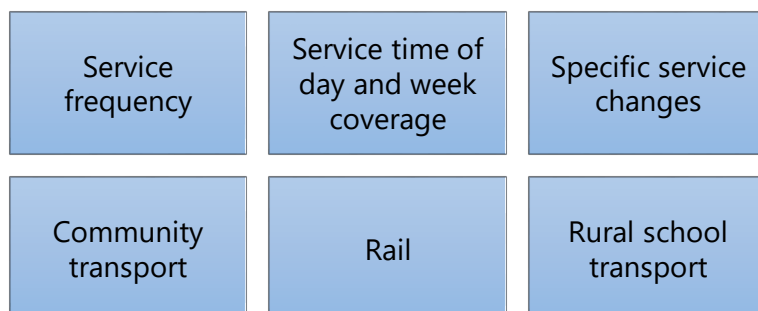 Service
frequency
Service time of
day and week
coverage
Specific service
changes
Community
transport
Rail
Rural school
transport